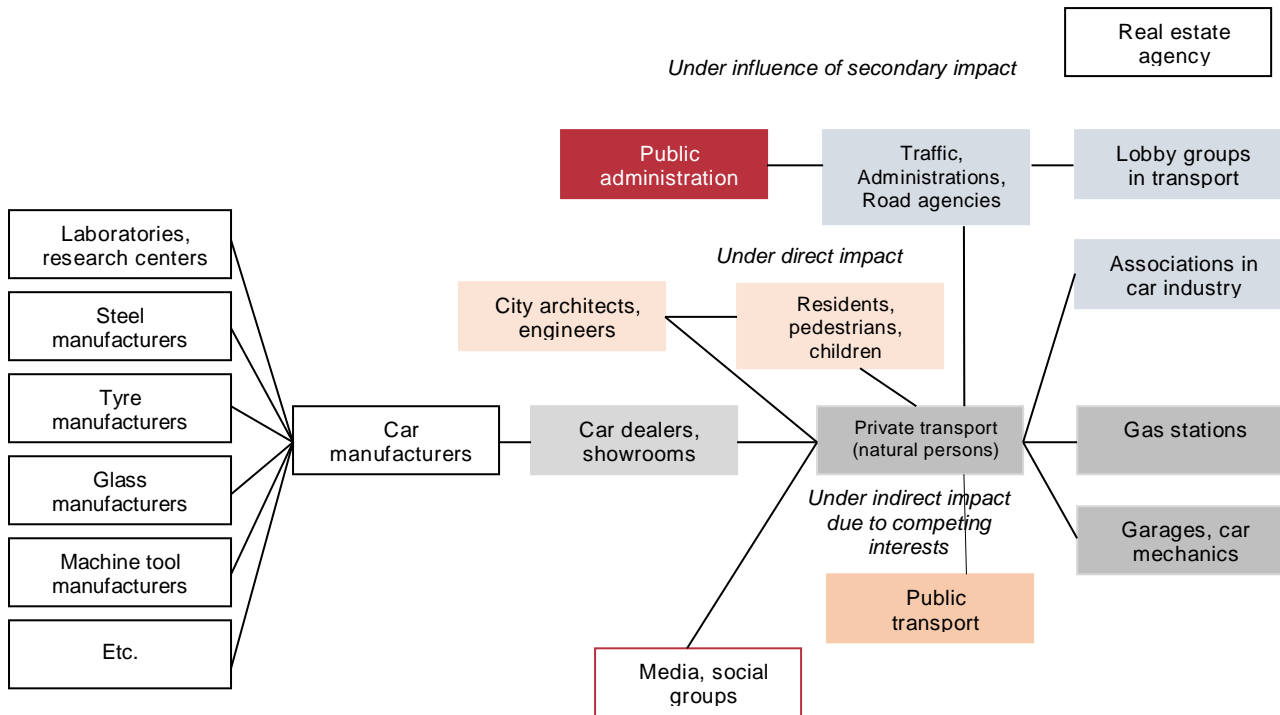 Real estate
agency
Under influence of secondary impact
Public
administration
Traffic,
Administrations,
Road agencies
Lobby groups
in transport
Laboratories,
research centers
Under direct impact
Associations in
car industry
City architects,
engineers
Residents,
pedestrians,
children
Steel
manufacturers
Tyre
manufacturers
Car
manufacturers
Car dealers,
showrooms
Private transport
(natural persons)
Gas stations
Glass
manufacturers
Under indirect impact
due to competing
interests
Garages, car
mechanics
Machine tool
manufacturers
Public
transport
Etc.
Media, social
groups